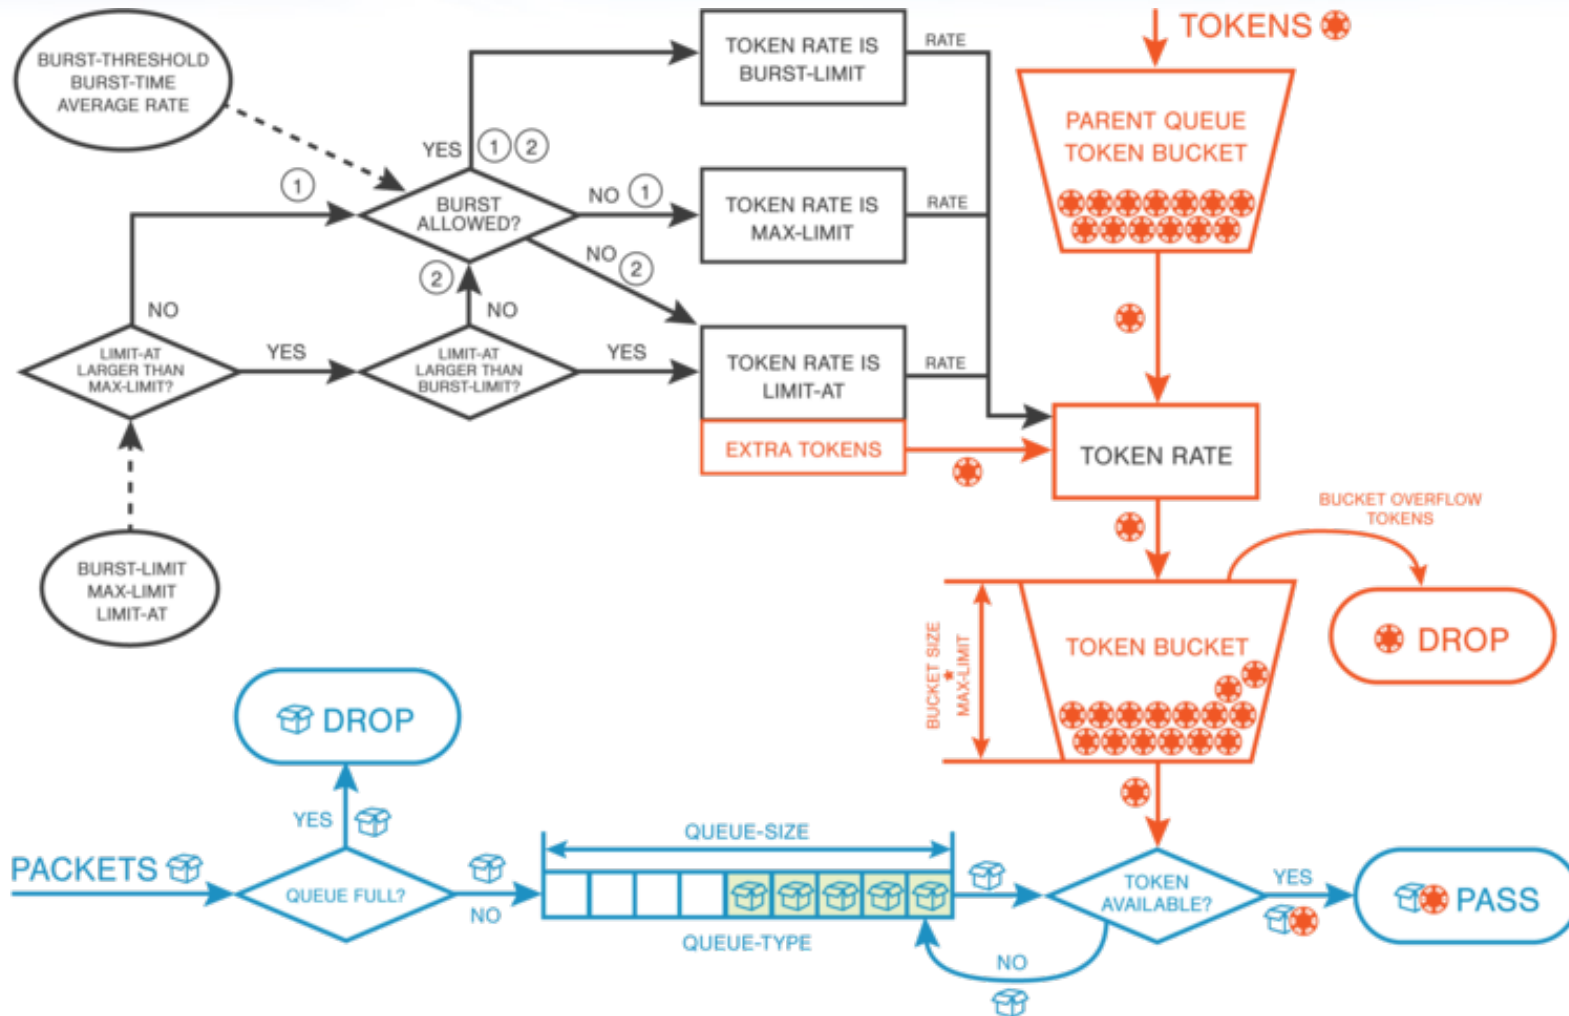 BURST-THRESHOLD
BURST-TIME
AVERAGE RATE
TOKEN RATE IS
BURST-LIMIT
RATE
TOKENS
PARENT QUEUE
TOKEN BUCKET
YES
1
2
1
BURST
ALLOWED?
NO
1
TOKEN RATE IS
MAX-LIMIT
RATE
NO
2
2
NO
NO
LIMIT-AT
LARGER THAN
MAX-LIMIT?
YES
LIMIT-AT
LARGER THAN
BURST-LIMIT?
YES
TOKEN RATE IS
LIMIT-AT
RATE
EXTRA TOKENS
TOKEN RATE
BUCKET OVERFLOW
TOKENS
BURST-LIMIT
MAX-LIMIT
LIMIT-AT
BUCKET SIZE
*
MAX-LIMIT
TOKEN BUCKET
DROP
DROP
YES
PACKETS
QUEUE FULL?
NO
QUEUE-SIZE
QUEUE-TYPE
TOKEN
AVAILABLE?
YES
PASS
NO